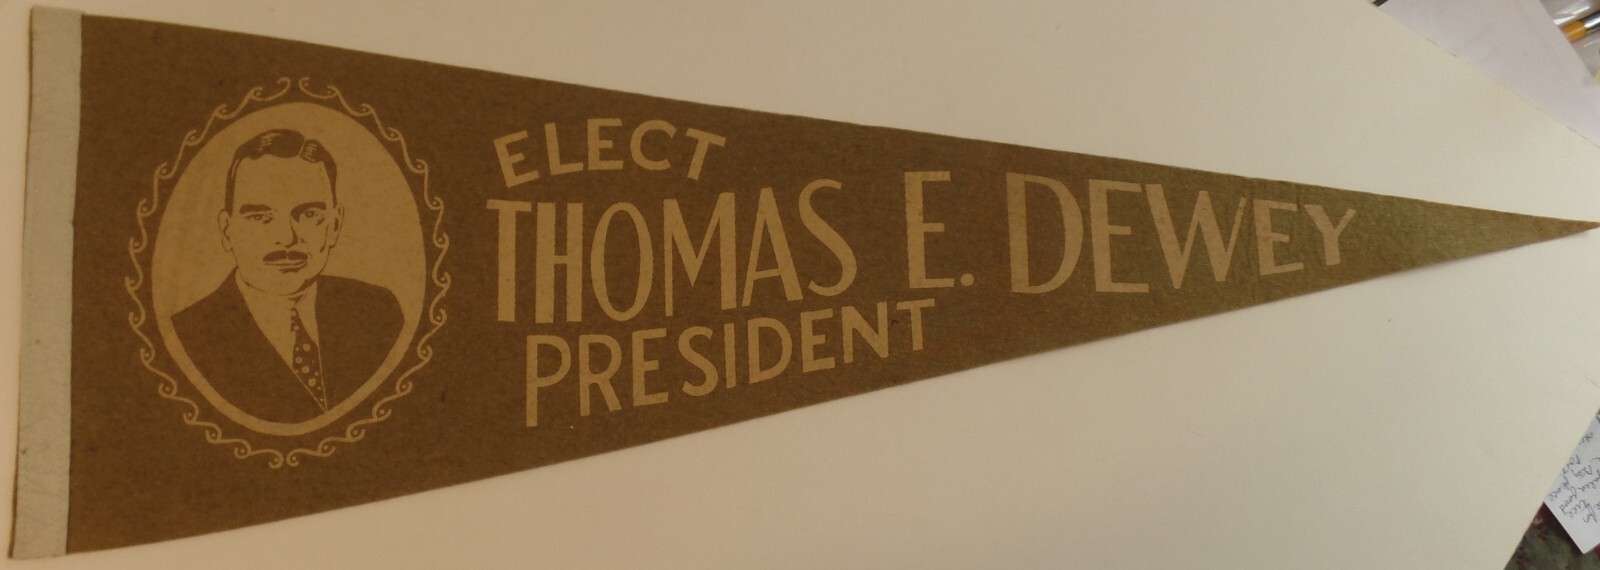 ELECT
THOMAS E. DEWEY
PRESIDENT